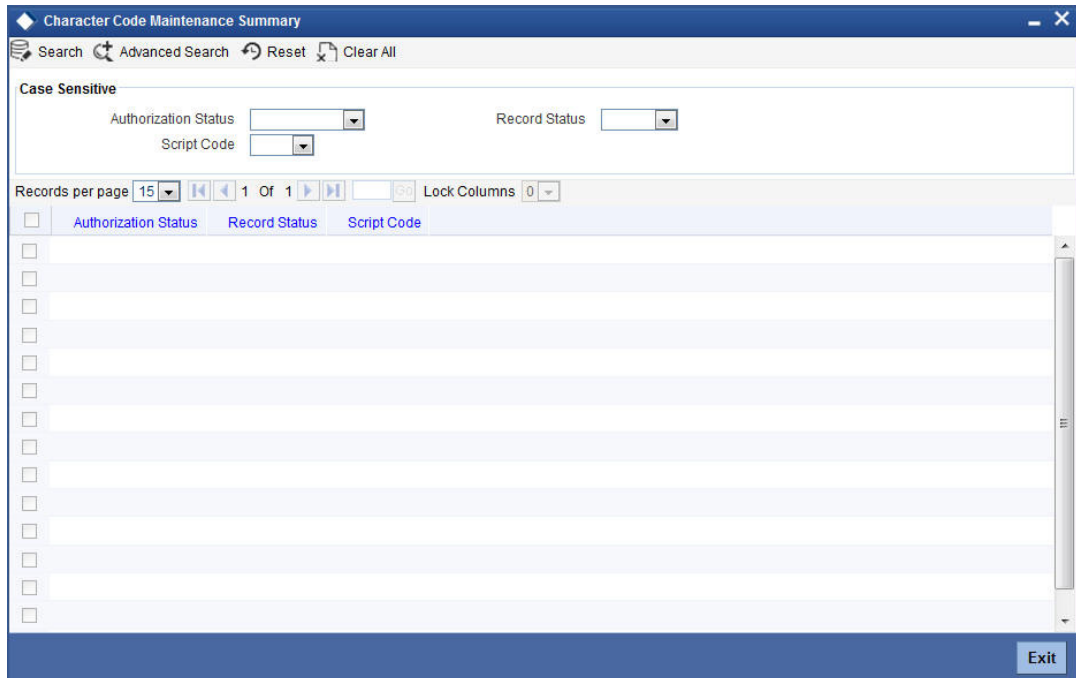 Character Code Maintenance Summary
Search Advanced Search Reset Clear All
Case Sensitive
Authorization Status Record Status
Script Code
Records per page 15 1 Of 1 Go Lock Columns 0
Authorization Status Record Status Script Code
Exit